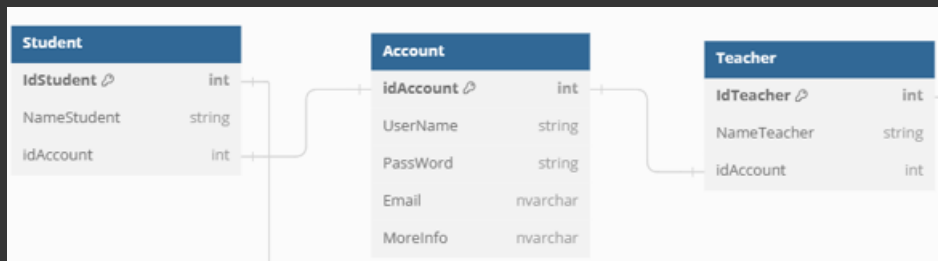 Student
IdStudent int
NameStudent string
idAccount int
Account
idAccount int
UserName string
PassWord string
Email nvarchar
MoreInfo nvarchar
Teacher
IdTeacher int
NameTeacher string
idAccount int